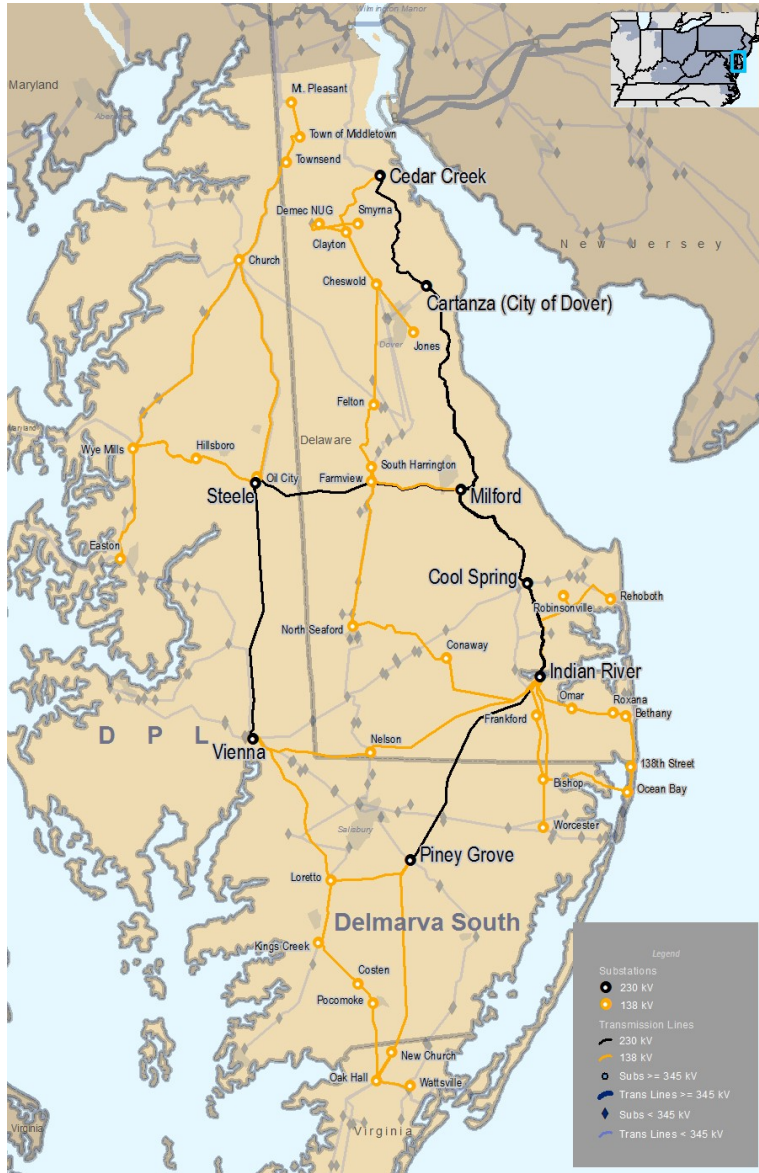 Wilmington Manor
Maryland
Mt. Pleasant
Town of Middletown
Townsend
Cedar Creek
Demec NUG
Smyrna
Clayton
New Jersey
Church
Cheswold
Cartanza (City of Dover)
Dover
Jones
Felton
Maryland
Wye Mills
Hillsboro
Delaware
South Harrington
Oil City
Farmview
Steele
Milford
Easton
Cool Spring
Robinsonville
Rehoboth
North Seaford
Conaway
Indian River
Omar
Roxana
Frankford
Bethany
D P L
Vienna
Nelson
138th Street
Bishop
Ocean Bay
Salisbury
Worcester
Piney Grove
Loretto
Delmarva South
Kings Creek
Costen
Pocomoke
New Church
Oak Hall
Wattsville
Virginia
Virginia
Legend
Substations
230 kV
138 kV
Transmission Lines
230 kV
138 kV
Subs >= 345 kV
Trans Lines >= 345 kV
Subs < 345 kV
Trans Lines < 345 kV